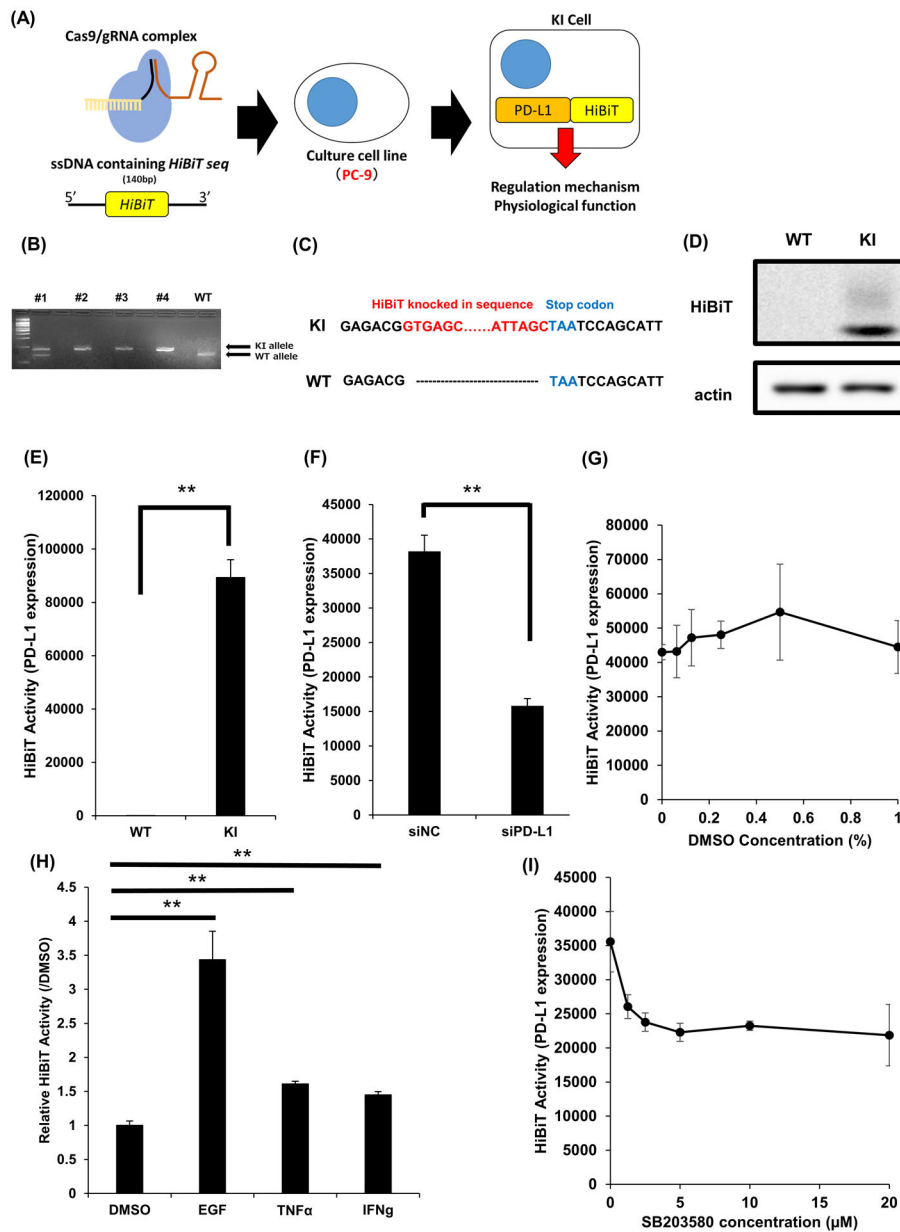 (A)
Cas9/gRNA complex
ssDNA containing HiBiT seq
(140bp)
5′ HiBiT 3′
Culture cell line
(PC-9)
KI Cell
PD-L1 HiBiT
Regulation mechanism
Physiological function
(B)
#1 #2 #3 #4 WT
KI allele
WT allele
(C)
HiBiT knocked in sequence Stop codon
KI GAGACGGTGAGC......ATTAGCTAATCCAGCATT
WT GAGACG ------------------------------ TAATCCAGCATT
(D)
WT KI
HiBiT
actin
(E)
HiBiT Activity (PD-L1 expression)
120000
100000
80000
60000
40000
20000
0
**
WT KI
(F)
HiBiT Activity (PD-L1 expression)
45000
40000
35000
30000
25000
20000
15000
10000
5000
0
**
siNC siPD-L1
(G)
HiBiT Activity (PD-L1 expression)
80000
70000
60000
50000
40000
30000
20000
10000
0
0 0.2 0.4 0.6 0.8 1
DMSO Concentration (%)
(H)
Relative HiBiT Activity (/DMSO)
4.5
4
3.5
3
2.5
2
1.5
1
0.5
0
**
**
**
DMSO EGF TNFα IFNg
(I)
HiBiT Activity (PD-L1 expression)
45000
40000
35000
30000
25000
20000
15000
10000
5000
0
0 5 10 15 20
SB203580 concentration (μM)